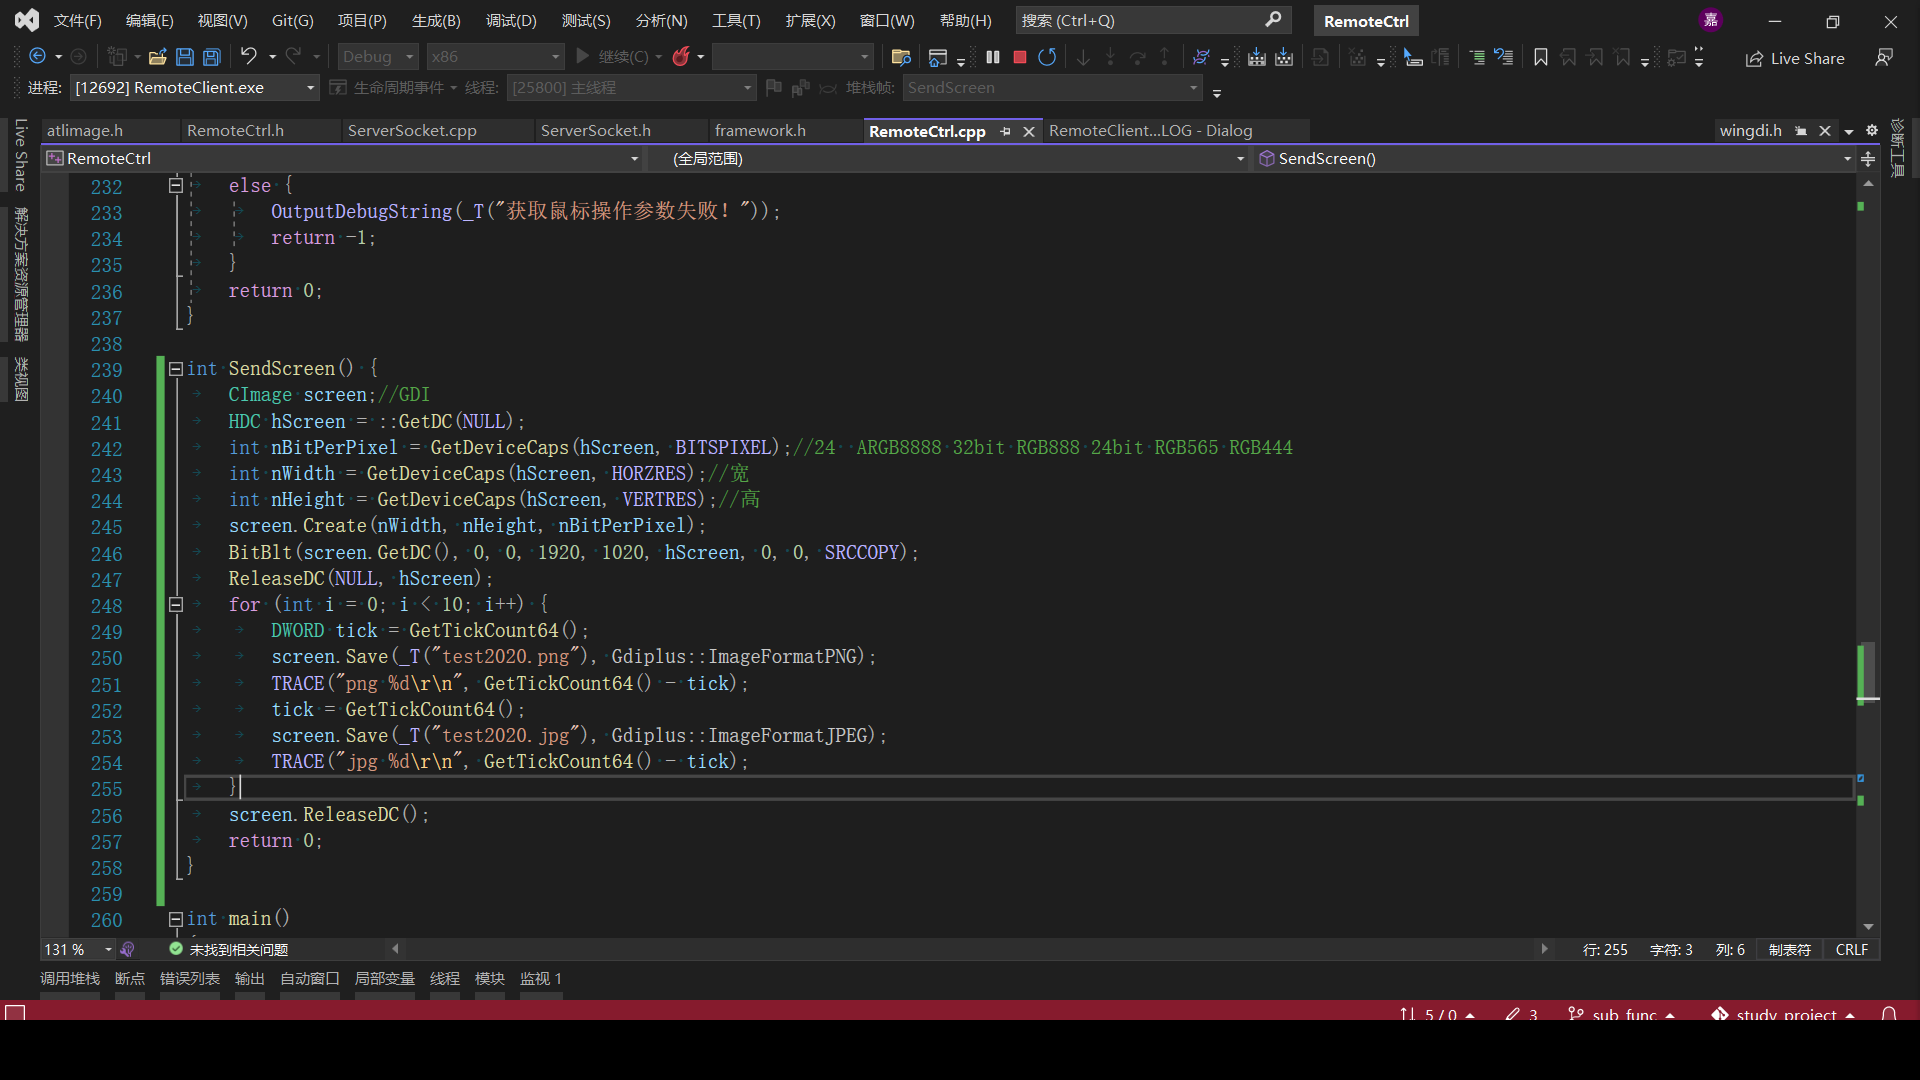 文件(F) 编辑(E) 视图(V) Git(G) 项目(P) 生成(B) 调试(D) 测试(S) 分析(N) 工具(T) 扩展(X) 窗口(W) 帮助(H) 搜索 (Ctrl+Q) RemoteCtrl 嘉
Debug x86 继续(C) Live Share
进程: [12692] RemoteClient.exe 生命周期事件 线程: [25800] 主线程 堆栈帧: SendScreen
Live Share
解决方案资源管理器
类视图
诊断工具
atlimage.h RemoteCtrl.h ServerSocket.cpp ServerSocket.h framework.h RemoteCtrl.cpp RemoteClient...LOG - Dialog wingdi.h
RemoteCtrl (全局范围) SendScreen()
232 else {
233 OutputDebugString(_T("获取鼠标操作参数失败！"));
234 return -1;
235 }
236 return 0;
237 }
238
239 int SendScreen() {
240 CImage screen;//GDI
241 HDC hScreen = ::GetDC(NULL);
242 int nBitPerPixel = GetDeviceCaps(hScreen, BITSPIXEL);//24  ARGB8888 32bit RGB888 24bit RGB565 RGB444
243 int nWidth = GetDeviceCaps(hScreen, HORZRES);//宽
244 int nHeight = GetDeviceCaps(hScreen, VERTRES);//高
245 screen.Create(nWidth, nHeight, nBitPerPixel);
246 BitBlt(screen.GetDC(), 0, 0, 1920, 1020, hScreen, 0, 0, SRCCOPY);
247 ReleaseDC(NULL, hScreen);
248 for (int i = 0; i < 10; i++) {
249 DWORD tick = GetTickCount64();
250 screen.Save(_T("test2020.png"), Gdiplus::ImageFormatPNG);
251 TRACE("png %d\r\n", GetTickCount64() - tick);
252 tick = GetTickCount64();
253 screen.Save(_T("test2020.jpg"), Gdiplus::ImageFormatJPEG);
254 TRACE("jpg %d\r\n", GetTickCount64() - tick);
255 }
256 screen.ReleaseDC();
257 return 0;
258 }
259
260 int main()
131 % 未找到相关问题 行: 255 字符: 3 列: 6 制表符 CRLF
调用堆栈 断点 错误列表 输出 自动窗口 局部变量 线程 模块 监视 1
5 / 0 3 sub_func study_project